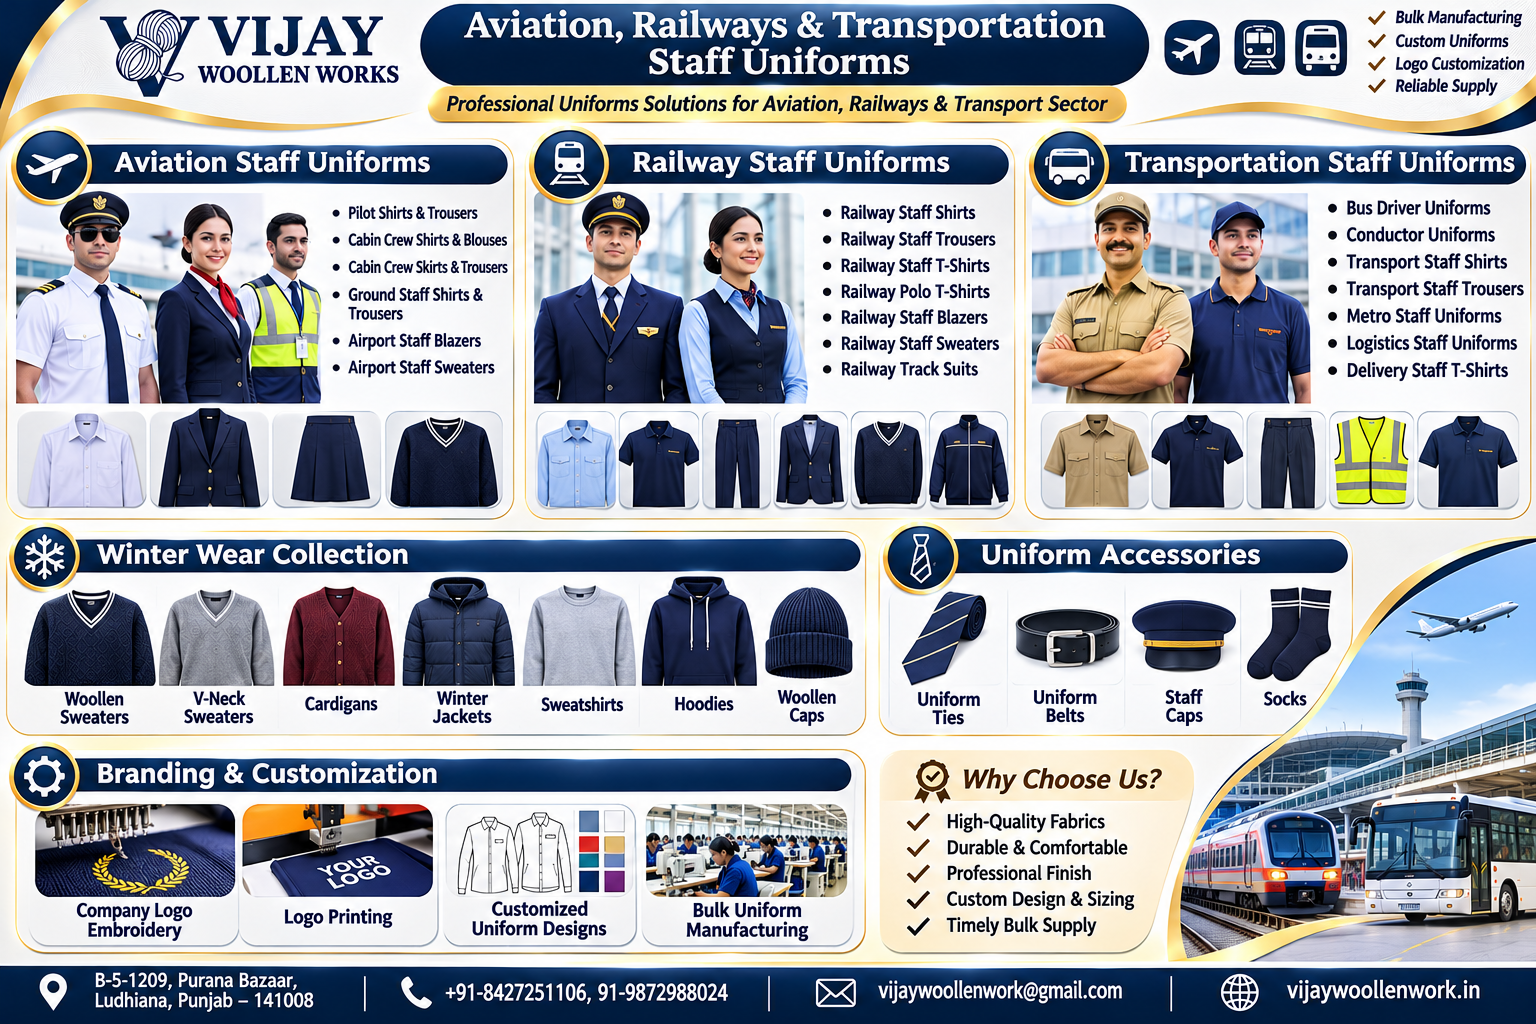 VIJAY
WOOLLEN WORKS
Aviation, Railways & Transportation
Staff Uniforms
Professional Uniforms Solutions for Aviation, Railways & Transport Sector
Bulk Manufacturing
Custom Uniforms
Logo Customization
Reliable Supply
Aviation Staff Uniforms
Pilot Shirts & Trousers
Cabin Crew Shirts & Blouses
Cabin Crew Skirts & Trousers
Ground Staff Shirts &
Trousers
Airport Staff Blazers
Airport Staff Sweaters
Railway Staff Uniforms
Railway Staff Shirts
Railway Staff Trousers
Railway Staff T-Shirts
Railway Polo T-Shirts
Railway Staff Blazers
Railway Staff Sweaters
Railway Track Suits
Transportation Staff Uniforms
Bus Driver Uniforms
Conductor Uniforms
Transport Staff Shirts
Transport Staff Trousers
Metro Staff Uniforms
Logistics Staff Uniforms
Delivery Staff T-Shirts
Winter Wear Collection
Woollen
Sweaters
V-Neck
Sweaters
Cardigans
Winter
Jackets
Sweatshirts
Hoodies
Woollen
Caps
Uniform Accessories
Uniform
Ties
Uniform
Belts
Staff
Caps
Socks
Branding & Customization
YOUR
LOGO
Company Logo
Embroidery
Logo Printing
Customized
Uniform Designs
Bulk Uniform
Manufacturing
Why Choose Us?
High-Quality Fabrics
Durable & Comfortable
Professional Finish
Custom Design & Sizing
Timely Bulk Supply
B-5-1209, Purana Bazaar,
Ludhiana, Punjab – 141008
+91-8427251106, 91-9872988024
vijaywoollenwork@gmail.com
vijaywoollenwork.in